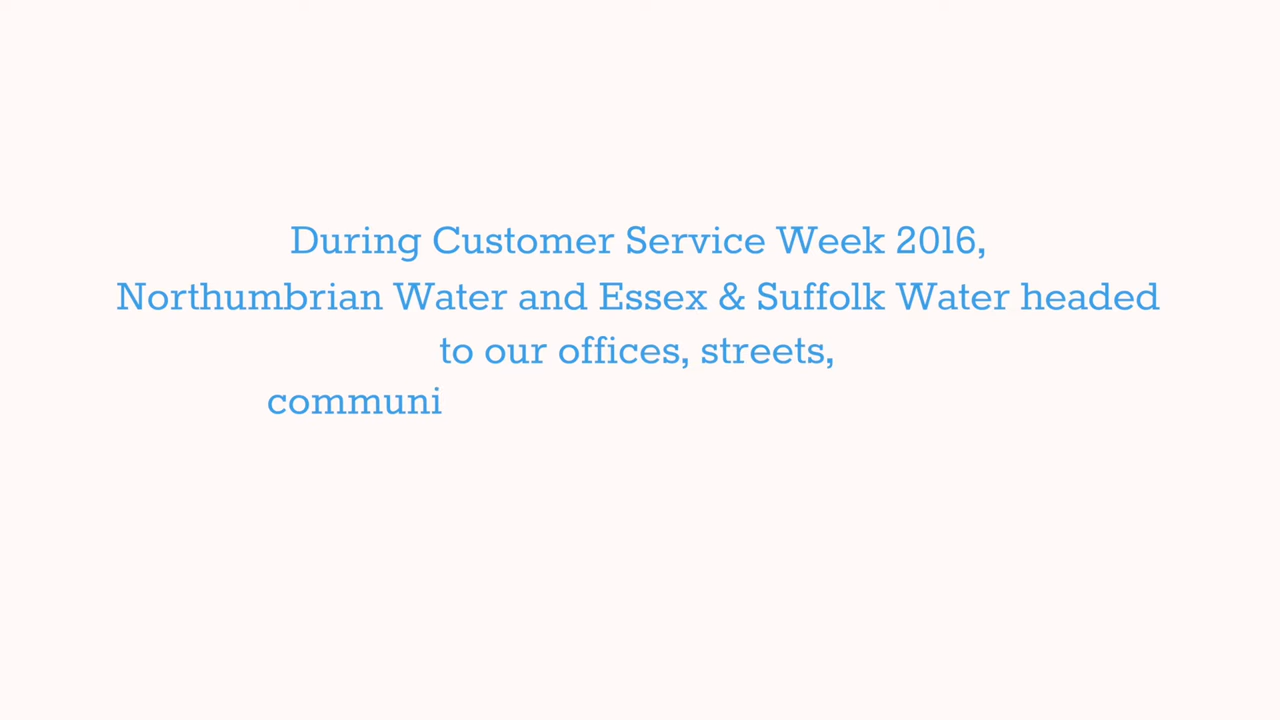 During Customer Service Week 2016,
Northumbrian Water and Essex & Suffolk Water headed
to our offices, streets,
communi